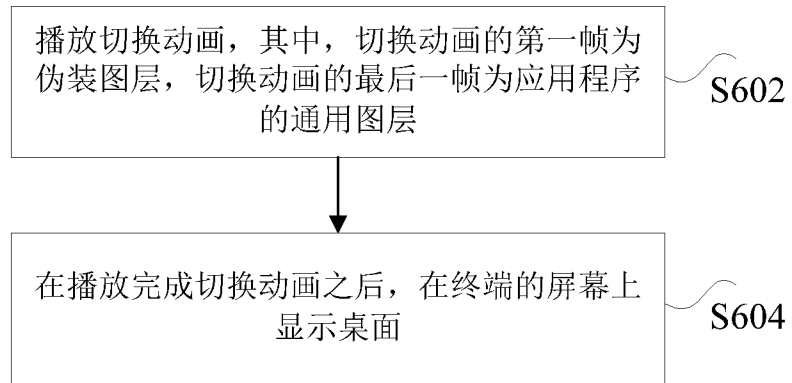 播放切换动画，其中，切换动画的第一帧为
伪装图层，切换动画的最后一帧为应用程序
的通用图层
S602
在播放完成切换动画之后，在终端的屏幕上
显示桌面
S604